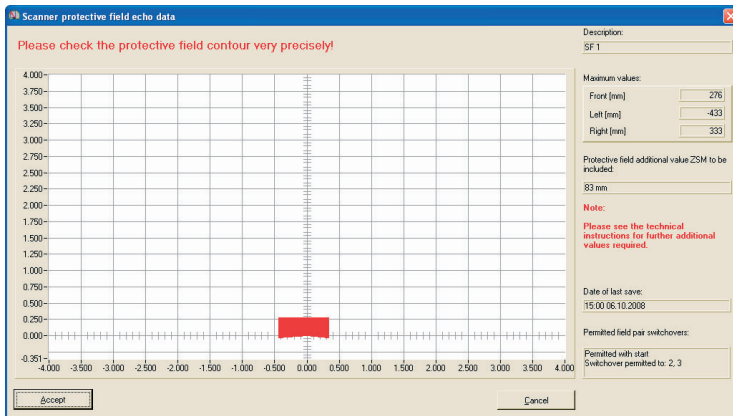 Scanner protective field echo data
Please check the protective field contour very precisely!
4.000
3.750
3.500
3.250
3.000
2.750
2.500
2.250
2.000
1.750
1.500
1.250
1.000
0.750
0.500
0.250
0.000
-0.351
-4.000 -3.500 -3.000 -2.500 -2.000 -1.500 -1.000 -0.500 0.000 0.500 1.000 1.500 2.000 2.500 3.000 3.500 4.000
Description:
SF 1
Maximum values:
Front [mm] 276
Left [mm] -433
Right [mm] 333
Protective field additional value ZSM to be
included:
83 mm
Note:
Please see the technical
instructions for further additional
values required.
Date of last save:
15:00 06.10.2008
Permitted field pair switchovers:
Permitted with start
Switchover permitted to: 2, 3
Accept
Cancel